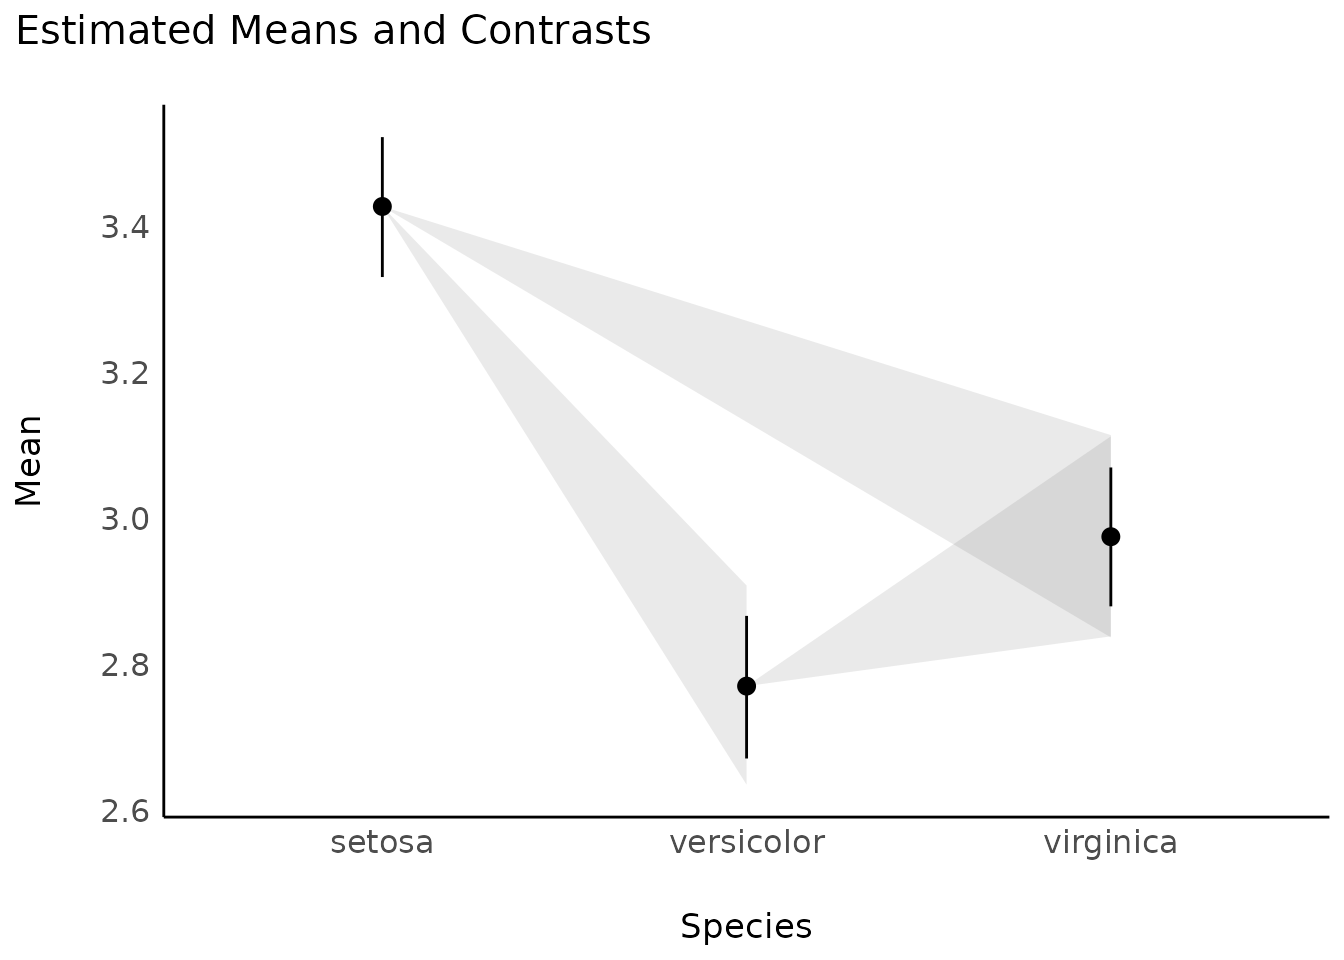 Estimated Means and Contrasts
3.4
3.2
3.0
2.8
2.6
Mean
setosa versicolor virginica
Species